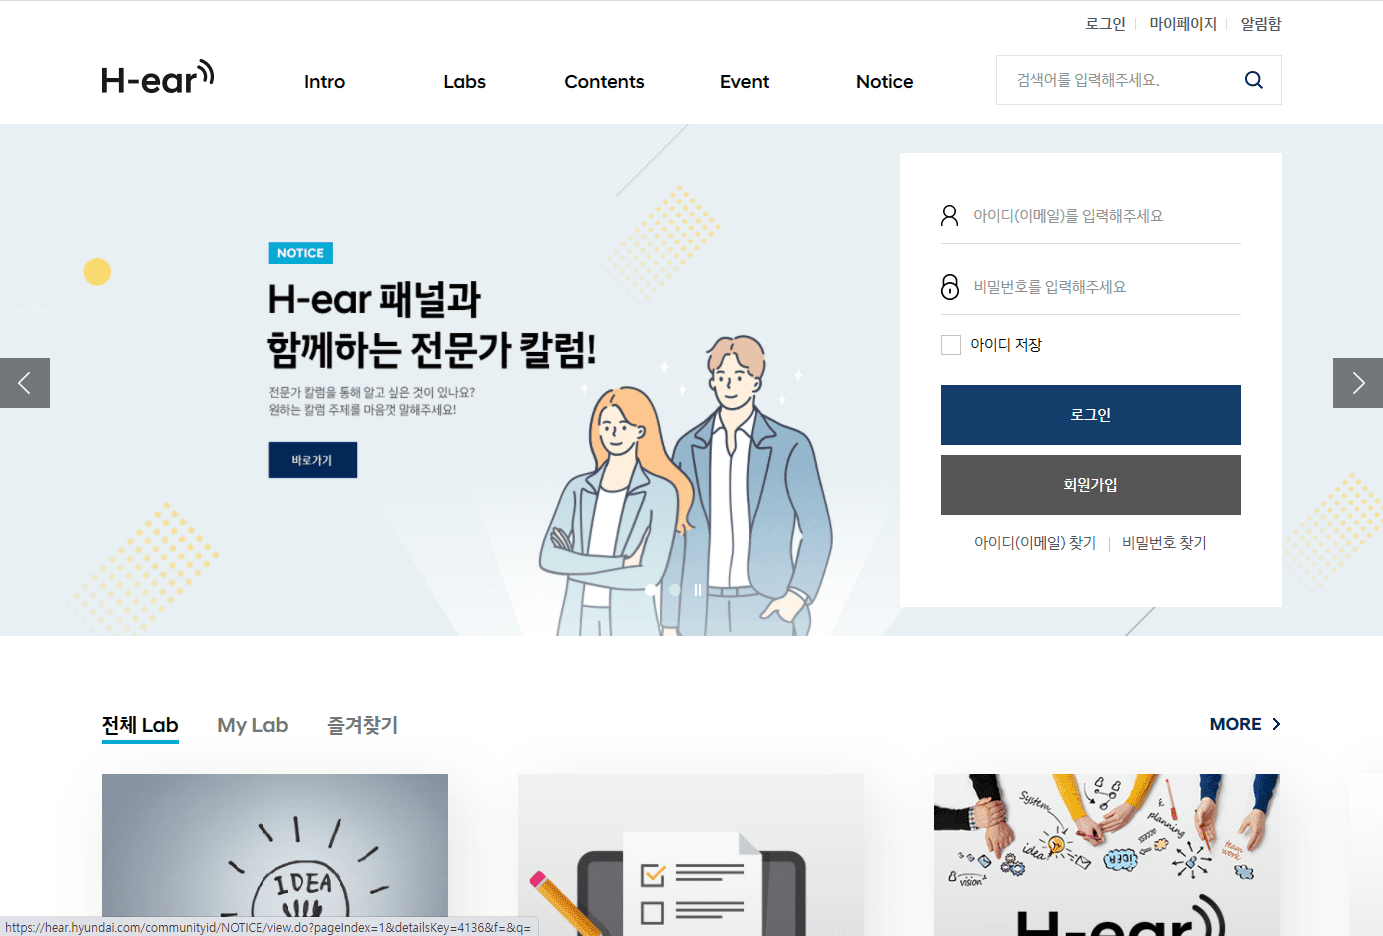 로그인 마이페이지 알림함
H-ear
Intro Labs Contents Event Notice
검색어를 입력해주세요.
NOTICE
H-ear 패널과
함께하는 전문가 칼럼!
전문가 칼럼을 통해 알고 싶은 것이 있나요?
원하는 칼럼 주제를 마음껏 말해주세요!
바로가기
아이디(이메일)를 입력해주세요
비밀번호를 입력해주세요
아이디 저장
로그인
회원가입
아이디(이메일) 찾기 비밀번호 찾기
전체 Lab My Lab 즐겨찾기
MORE
IDEA
System
planning
idea
IDEA
team work
vision
H-ear
https://hear.hyundai.com/communityid/NOTICE/view.do?pageIndex=1&detailsKey=4136&f=&q=